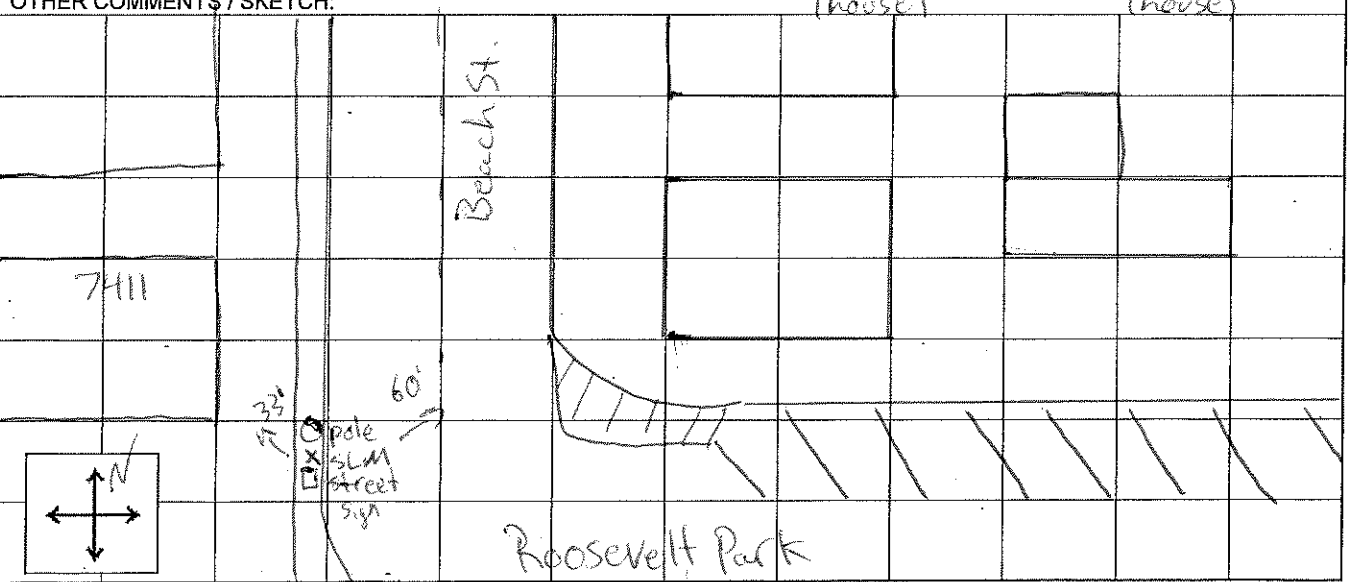 OTHER COMMENTS / SKETCH:
(house)
(house)
Beach St.
7411
33'
60'
pole
SLM
street
sign
N
Roosevelt Park